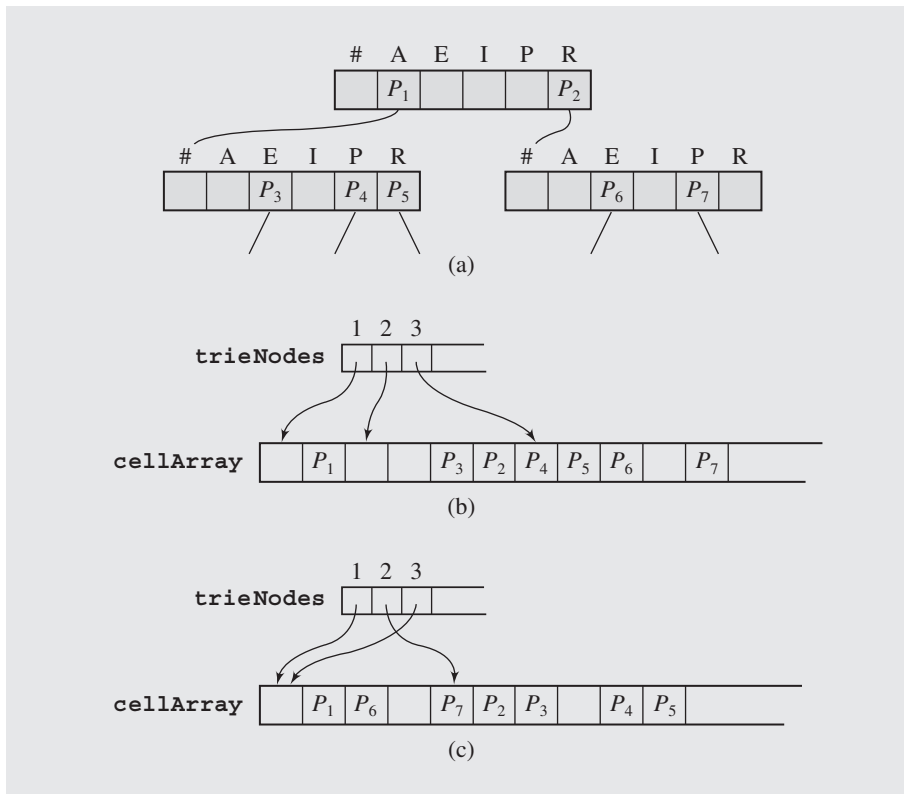 # A E I P R
P1 P2
# A E I P R # A E I P R
P3 P4 P5 P6 P7
(a)
1 2 3
trieNodes
cellArray P1 P3 P2 P4 P5 P6 P7
(b)
1 2 3
trieNodes
cellArray P1 P6 P7 P2 P3 P4 P5
(c)